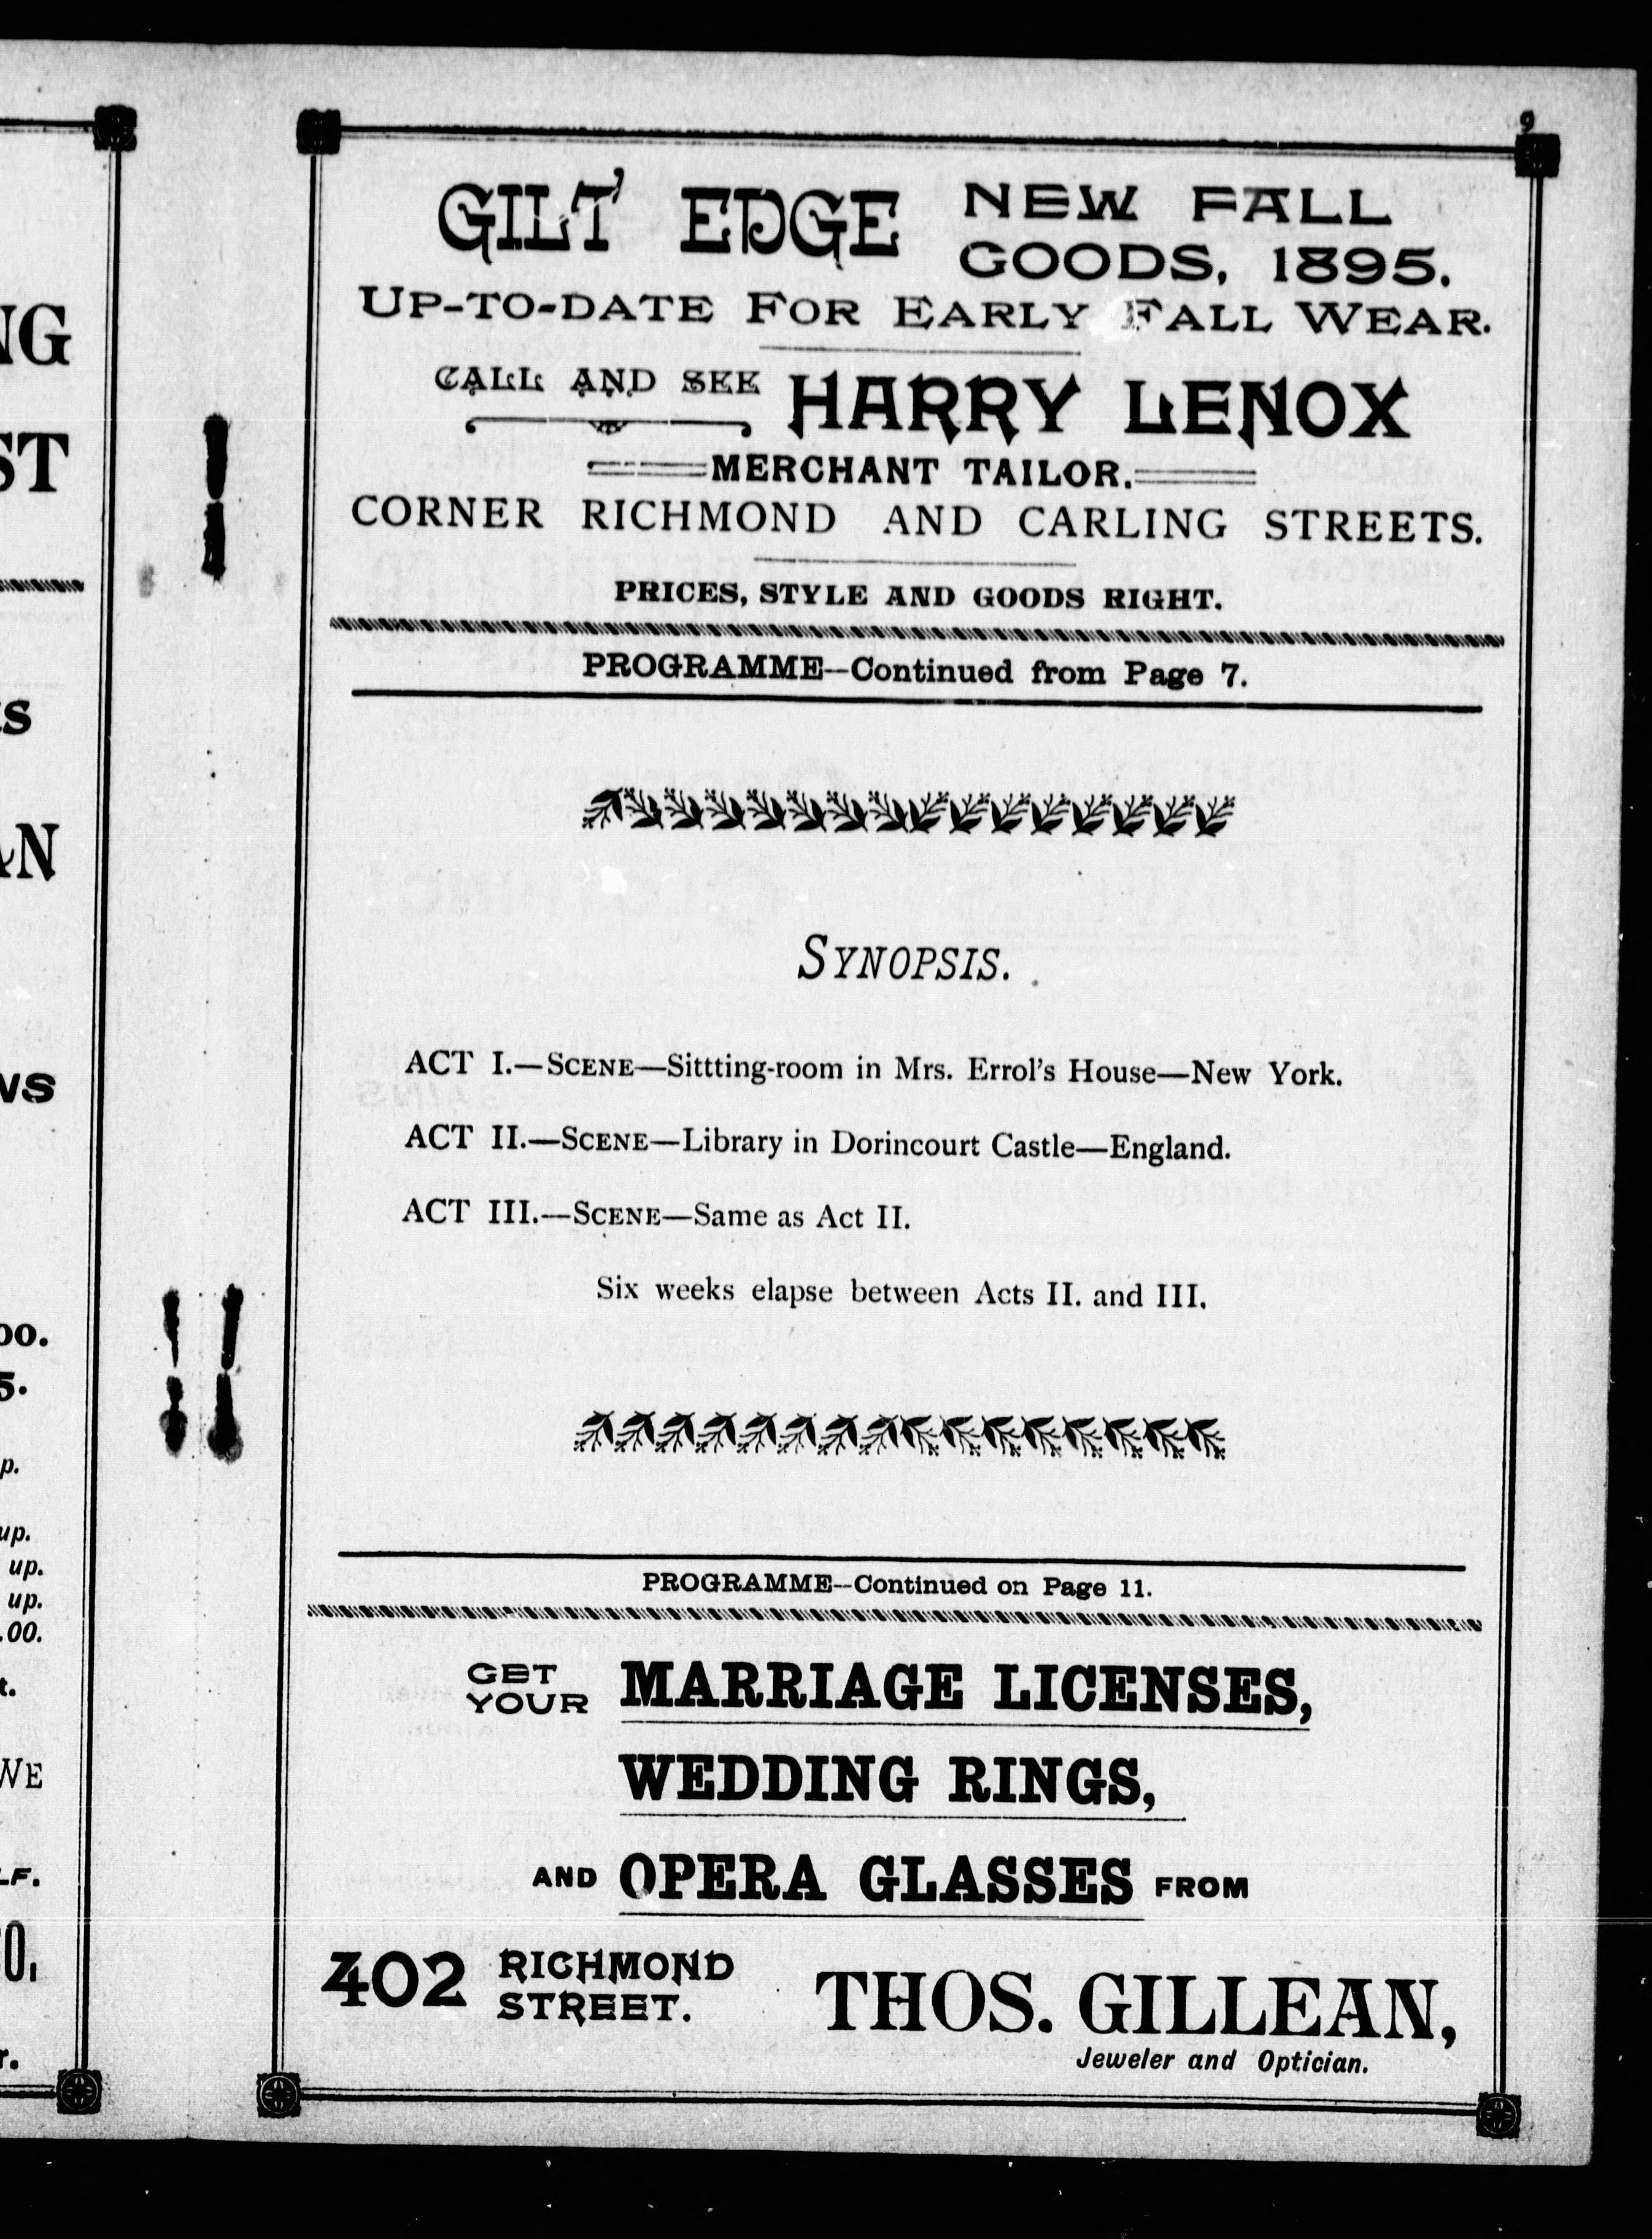 NG
ST
AN
ws
00.
5.
p.
up.
up.
up.
.00.
t.
WE
LF.
O,
r.
9
GILT EDGE NEW FALL
GOODS, 1895.
UP-TO-DATE FOR EARLY FALL WEAR.
CALL AND SEE HARRY LENOX
MERCHANT TAILOR.
CORNER RICHMOND AND CARLING STREETS.
PRICES, STYLE AND GOODS RIGHT.
PROGRAMME--Continued from Page 7.
SYNOPSIS.
ACT I.—SCENE—Sittting-room in Mrs. Errol's House—New York.
ACT II.—SCENE—Library in Dorincourt Castle—England.
ACT III.—SCENE—Same as Act II.
Six weeks elapse between Acts II. and III.
PROGRAMME--Continued on Page 11.
GET
YOUR MARRIAGE LICENSES,
WEDDING RINGS,
AND OPERA GLASSES FROM
402 RICHMOND
STREET. THOS. GILLEAN,
Jeweler and Optician.